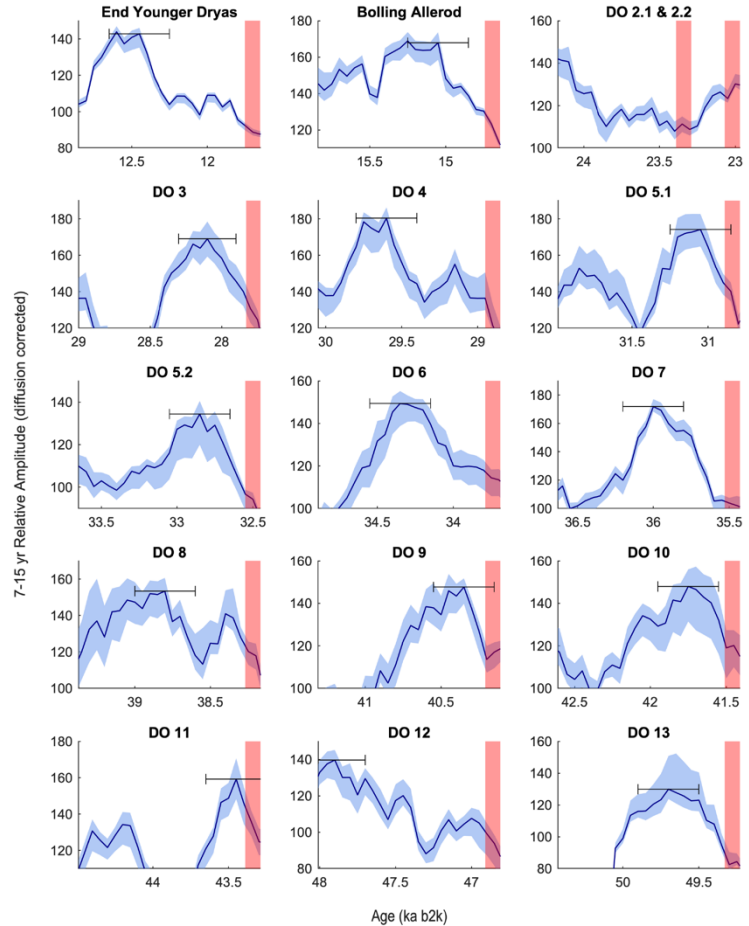 End Younger Dryas Bolling Allerod DO 2.1 & 2.2
140 160 160
120 140 140
100 120 120
80 100
12.5 12 15.5 15 24 23.5 23
DO 3 DO 4 DO 5.1
180 180 180
160 160 160
140 140 140
120 120 120
29 28.5 28 30 29.5 29 31.5 31
7-15 yr Relative Amplitude (diffusion corrected)
DO 5.2 DO 6 DO 7
140 160 180
120 140 160
100 120 140
100 120
100
33.5 33 32.5 34.5 34 36.5 36 35.5
DO 8 DO 9 DO 10
160 160 160
140 140 140
120 120 120
100 100 100
39 38.5 41 40.5 42.5 42 41.5
DO 11 DO 12 DO 13
180 140 160
160 120 140
140 100 120
120 80 100
80
44 43.5 48 47.5 47 50 49.5
Age (ka b2k)